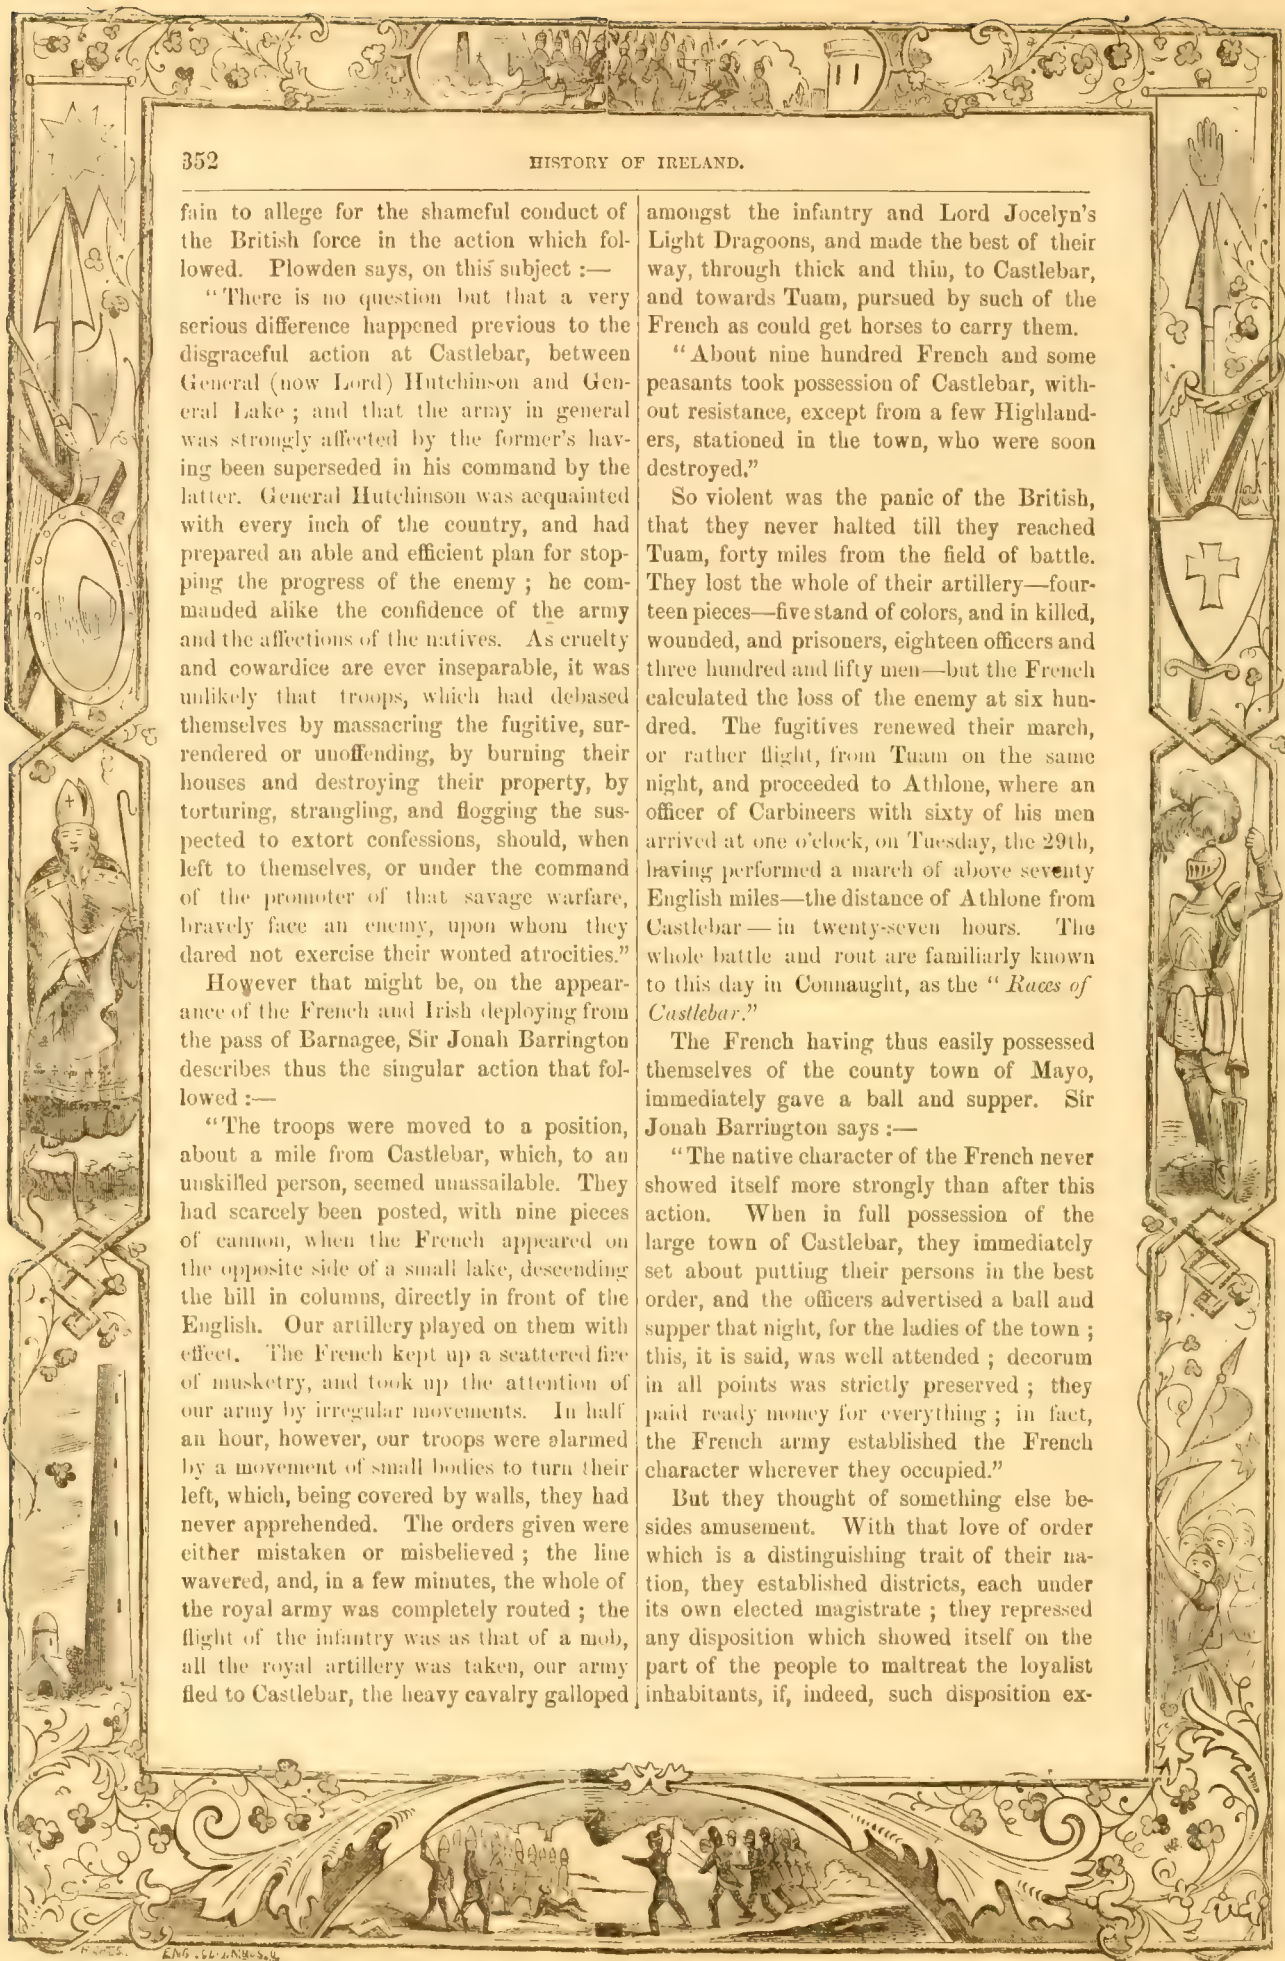 352
HISTORY OF IRELAND.
fain to allege for the shameful conduct of
the British force in the action which fol-
lowed. Plowden says, on this subject :—
“There is no question but that a very
serious difference happened previous to the
disgraceful action at Castlebar, between
General (now Lord) Hutchinson and Gen-
eral Lake ; and that the army in general
was strongly affected by the former’s hav-
ing been superseded in his command by the
latter. General Hutchinson was acquainted
with every inch of the country, and had
prepared an able and efficient plan for stop-
ping the progress of the enemy ; he com-
manded alike the confidence of the army
and the affections of the natives. As cruelty
and cowardice are ever inseparable, it was
unlikely that troops, which had debased
themselves by massacring the fugitive, sur-
rendered or unoffending, by burning their
houses and destroying their property, by
torturing, strangling, and flogging the sus-
pected to extort confessions, should, when
left to themselves, or under the command
of the promoter of that savage warfare,
bravely face an enemy, upon whom they
dared not exercise their wonted atrocities.”
However that might be, on the appear-
ance of the French and Irish deploying from
the pass of Barnagee, Sir Jonah Barrington
describes thus the singular action that fol-
lowed :—
“The troops were moved to a position,
about a mile from Castlebar, which, to an
unskilled person, seemed unassailable. They
had scarcely been posted, with nine pieces
of cannon, when the French appeared on
the opposite side of a small lake, descending
the hill in columns, directly in front of the
English. Our artillery played on them with
effect. The French kept up a scattered fire
of musketry, and took up the attention of
our army by irregular movements. In half
an hour, however, our troops were alarmed
by a movement of small bodies to turn their
left, which, being covered by walls, they had
never apprehended. The orders given were
either mistaken or misbelieved ; the line
wavered, and, in a few minutes, the whole of
the royal army was completely routed ; the
flight of the infantry was as that of a mob,
all the royal artillery was taken, our army
fled to Castlebar, the heavy cavalry galloped
amongst the infantry and Lord Jocelyn’s
Light Dragoons, and made the best of their
way, through thick and thin, to Castlebar,
and towards Tuam, pursued by such of the
French as could get horses to carry them.
“About nine hundred French and some
peasants took possession of Castlebar, with-
out resistance, except from a few Highland-
ers, stationed in the town, who were soon
destroyed.”
So violent was the panic of the British,
that they never halted till they reached
Tuam, forty miles from the field of battle.
They lost the whole of their artillery—four-
teen pieces—five stand of colors, and in killed,
wounded, and prisoners, eighteen officers and
three hundred and fifty men—but the French
calculated the loss of the enemy at six hun-
dred. The fugitives renewed their march,
or rather flight, from Tuam on the same
night, and proceeded to Athlone, where an
officer of Carbineers with sixty of his men
arrived at one o’clock, on Tuesday, the 29th,
having performed a march of above seventy
English miles—the distance of Athlone from
Castlebar — in twenty-seven hours. The
whole battle and rout are familiarly known
to this day in Connaught, as the “ Races of
Castlebar.”
The French having thus easily possessed
themselves of the county town of Mayo,
immediately gave a ball and supper. Sir
Jonah Barrington says :—
“The native character of the French never
showed itself more strongly than after this
action. When in full possession of the
large town of Castlebar, they immediately
set about putting their persons in the best
order, and the officers advertised a ball and
supper that night, for the ladies of the town ;
this, it is said, was well attended ; decorum
in all points was strictly preserved ; they
paid ready money for everything ; in fact,
the French army established the French
character wherever they occupied.”
But they thought of something else be-
sides amusement. With that love of order
which is a distinguishing trait of their na-
tion, they established districts, each under
its own elected magistrate ; they repressed
any disposition which showed itself on the
part of the people to maltreat the loyalist
inhabitants, if, indeed, such disposition ex-